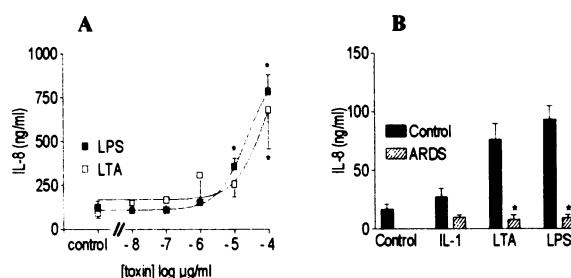 A
1000
750
500
250
0
IL-8 (ng/ml)
LPS
LTA
control
-8 -7 -6 -5 -4
[toxin] log µg/ml
B
150
100
50
0
IL-8 (ng/ml)
Control
ARDS
* *
Control IL-1 LTA LPS